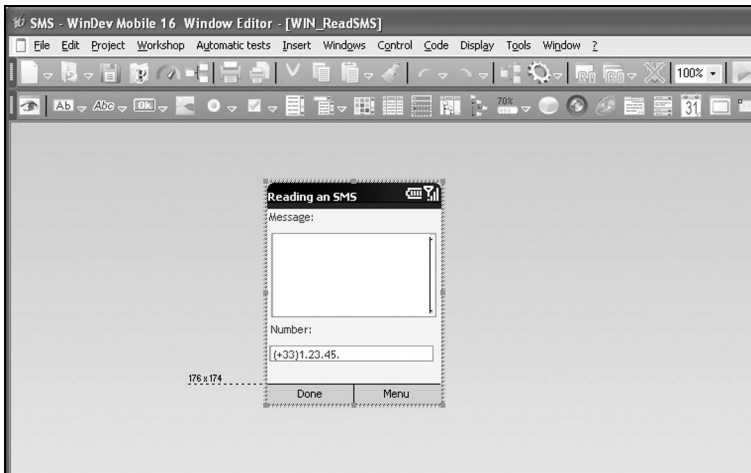 SMS - WinDev Mobile 16 Window Editor - [WIN_ReadSMS]
File Edit Project Workshop Automatic tests Insert Windows Control Code Display Tools Window ?
100%
Ab Abc Ok 70% 31
Reading an SMS
Message:
Number:
(+33)1.23.45.
176 x 174
Done Menu